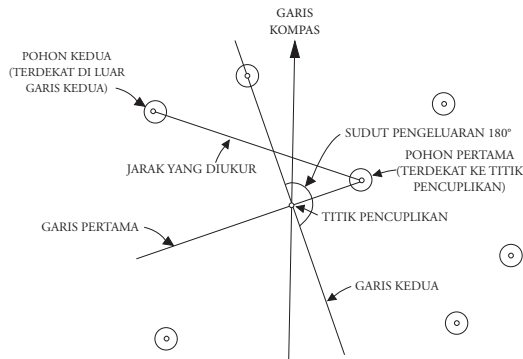 GARIS
KOMPAS
POHON KEDUA
(TERDEKAT DI LUAR
GARIS KEDUA)
SUDUT PENGELUARAN 180°
JARAK YANG DIUKUR
POHON PERTAMA
(TERDEKAT KE TITIK
PENCUPLIKAN)
TITIK PENCUPLIKAN
GARIS PERTAMA
GARIS KEDUA